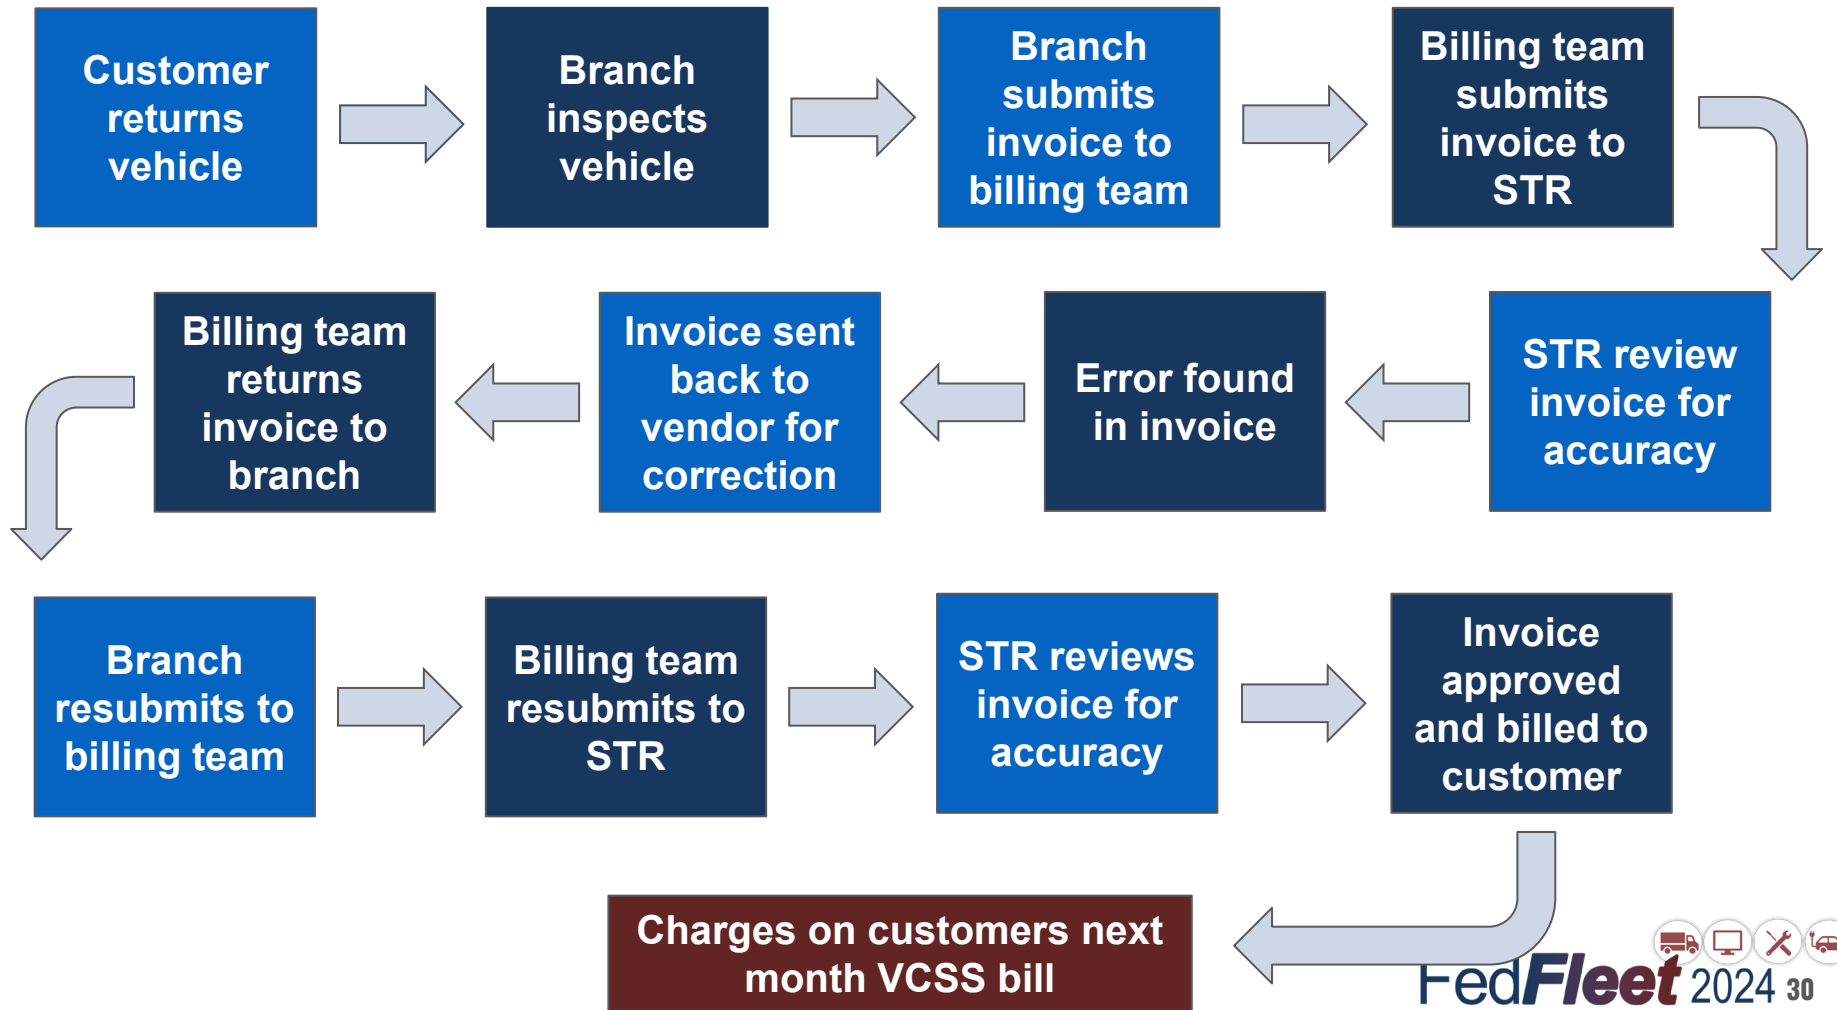 Customer
returns
vehicle
Branch
inspects
vehicle
Branch
submits
invoice to
billing team
Billing team
submits
invoice to
STR
STR review
invoice for
accuracy
Error found
in invoice
Invoice sent
back to
vendor for
correction
Billing team
returns
invoice to
branch
Branch
resubmits to
billing team
Billing team
resubmits to
STR
STR reviews
invoice for
accuracy
Invoice
approved
and billed to
customer
Charges on customers next
month VCSS bill
FedFleet 2024 30